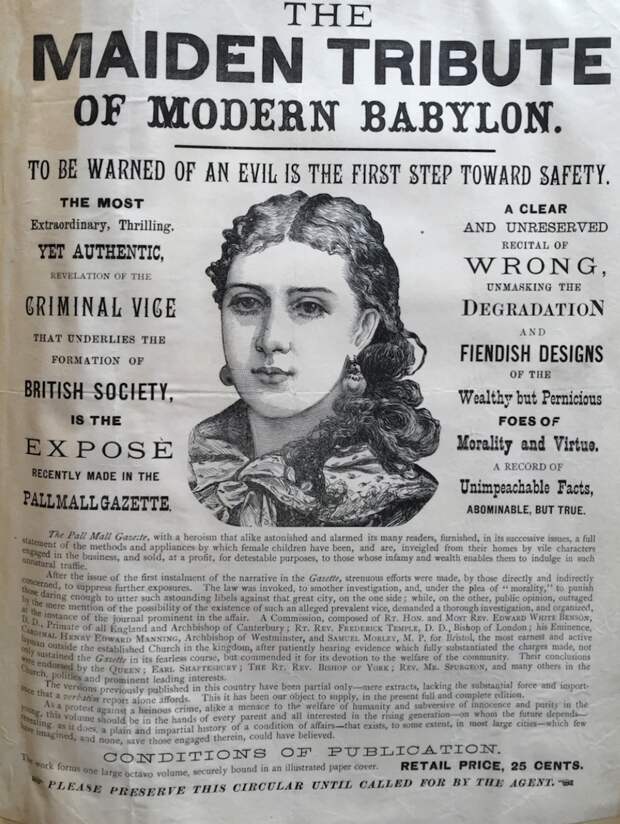 THE
MAIDEN TRIBUTE
OF MODERN BABYLON.
TO BE WARNED OF AN EVIL IS THE FIRST STEP TOWARD SAFETY.
THE MOST
Extraordinary, Thrilling.
YET AUTHENTIC,
REVELATION OF THE
CRIMINAL VICE
THAT UNDERLIES THE
FORMATION OF
BRITISH SOCIETY,
IS THE
EXPOSÈ
RECENTLY MADE IN THE
PALL MALL GAZETTE.
A CLEAR
AND UNRESERVED
RECITAL OF
WRONG,
UNMASKING THE
DEGRADATION
AND
FIENDISH DESIGNS
OF THE
Wealthy but Pernicious
FOES OF
Morality and Virtue.
A RECORD OF
Unimpeachable Facts,
ABOMINABLE, BUT TRUE.
The Pall Mall Gazette, with a heroism that alike astonished and alarmed its many readers, furnished, in its successive issues, a full
statement of the methods and appliances by which female children have been, and are, inveigled from their homes by vile characters
engaged in the business, and sold, at a profit, for detestable purposes, to those whose infamy and wealth enables them to indulge in such
unnatural traffic.
After the issue of the first instalment of the narrative in the Gazette, strenuous efforts were made, by those directly and indirectly
concerned, to suppress further exposures. The law was invoked, to smother investigation, and, under the plea of "morality," to punish
those daring enough to utter such astounding libels against that great city, on the one side; while, on the other, public opinion, outraged
by the mere mention of the possibility of the existence of such an alleged prevalent vice, demanded a thorough investigation, and organized,
at the instance of the journal prominent in the affair. A Commission, composed of RT. HON. and MOST REV. EDWARD WHITE BENSON,
D. D., Primate of all England and Archbishop of Canterbury; RT. REV. FREDERICK TEMPLE, D. D., Bishop of London; his Eminence,
CARDINAL HENRY EDWARD MANNING, Archbishop of Westminster, and SAMUEL MORLEY, M. P. for Bristol, the most earnest and active
man outside the established Church in the kingdom, after patiently hearing evidence which fully substantiated the charges made, not
only sustained the Gazette in its fearless course, but commended it for its devotion to the welfare of the community. Their conclusions
were endorsed by the QUEEN; EARL SHAFTESBURY; THE RT. REV. BISHOP OF YORK; REV. MR. SPURGEON, and many others in the
Church, politics and prominent leading interests.
The versions previously published in this country have been partial only—mere extracts, lacking the substantial force and import-
ance that a verbatim report alone affords. This it has been our object to supply, in the present full and complete edition.
As a protest against a heinous crime, alike a menace to the welfare of humanity and subversive of innocence and purity in the
young, this volume should be in the hands of every parent and all interested in the rising generation—on whom the future depends—
revealing, as it does, a plain and impartial history of a condition of affairs—that exists, to some extent, in most large cities—which few
have imagined, and none, save those engaged therein, could have believed.
CONDITIONS OF PUBLICATION.
The work forms one large octavo volume, securely bound in an illustrated paper cover. RETAIL PRICE, 25 CENTS.
PLEASE PRESERVE THIS CIRCULAR UNTIL CALLED FOR BY THE AGENT.